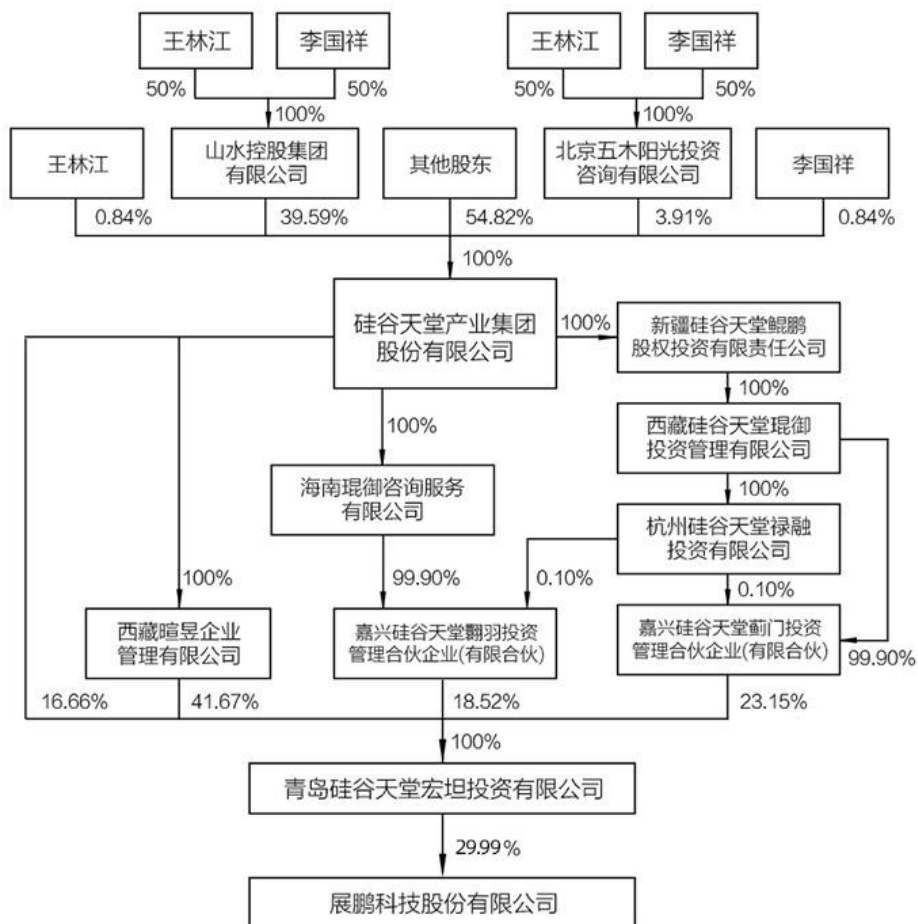 王林江
李国祥
王林江
李国祥
50%
50%
50%
50%
100%
100%
王林江
山水控股集团
有限公司
其他股东
北京五木阳光投资
咨询有限公司
李国祥
0.84%
39.59%
54.82%
3.91%
0.84%
100%
硅谷天堂产业集团
股份有限公司
100%
新疆硅谷天堂鲲鹏
股权投资有限责任公司
100%
100%
西藏硅谷天堂琨御
投资管理有限公司
海南琨御咨询服务
有限公司
100%
杭州硅谷天堂禄融
投资有限公司
100%
99.90%
0.10%
0.10%
西藏暄昱企业
管理有限公司
嘉兴硅谷天堂翾羽投资
管理合伙企业(有限合伙)
嘉兴硅谷天堂蓟门投资
管理合伙企业(有限合伙)
99.90%
16.66%
41.67%
18.52%
23.15%
100%
青岛硅谷天堂宏坦投资有限公司
29.99%
展鹏科技股份有限公司